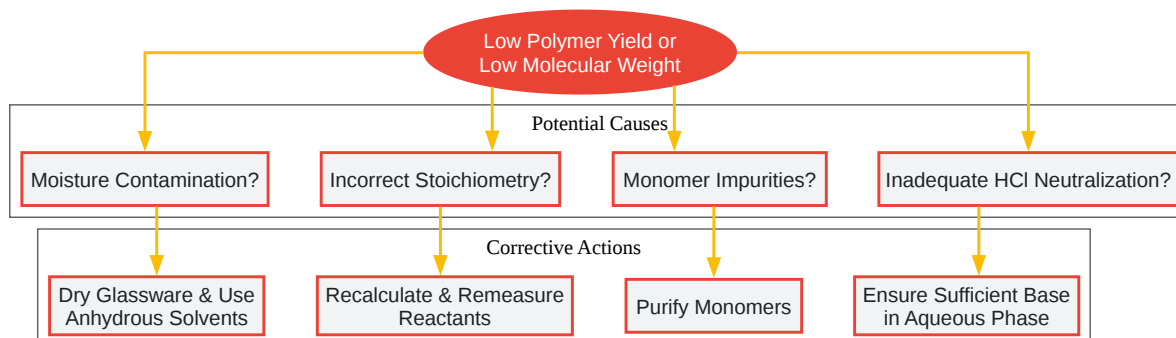 Low Polymer Yield or
Low Molecular Weight
Potential Causes
Moisture Contamination?
Incorrect Stoichiometry?
Monomer Impurities?
Inadequate HCl Neutralization?
Corrective Actions
Dry Glassware & Use
Anhydrous Solvents
Recalculate & Remeasure
Reactants
Purify Monomers
Ensure Sufficient Base
in Aqueous Phase